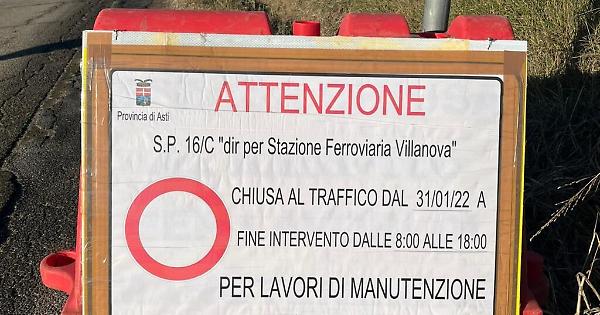 ATTENZIONE
Provincia di Asti
S.P. 16/C "dir per Stazione Ferroviaria Villanova"
CHIUSA AL TRAFFICO DAL 31/01/22 A
FINE INTERVENTO DALLE 8:00 ALLE 18:00
PER LAVORI DI MANUTENZIONE